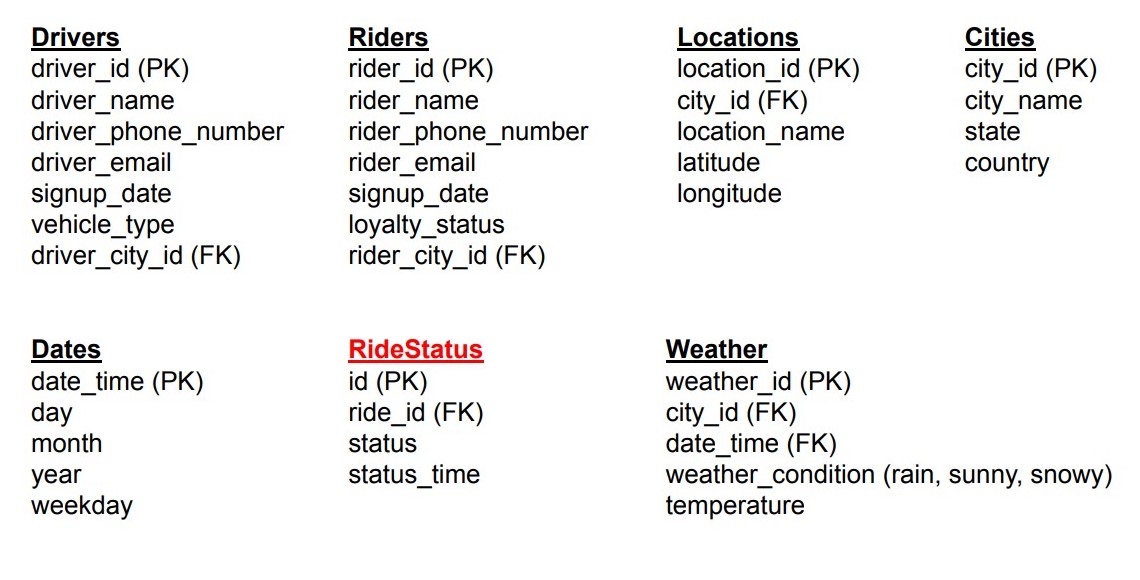 Drivers
driver_id (PK)
driver_name
driver_phone_number
driver_email
signup_date
vehicle_type
driver_city_id (FK)
Riders
rider_id (PK)
rider_name
rider_phone_number
rider_email
signup_date
loyalty_status
rider_city_id (FK)
Locations
location_id (PK)
city_id (FK)
location_name
latitude
longitude
Cities
city_id (PK)
city_name
state
country
Dates
date_time (PK)
day
month
year
weekday
RideStatus
id (PK)
ride_id (FK)
status
status_time
Weather
weather_id (PK)
city_id (FK)
date_time (FK)
weather_condition (rain, sunny, snowy)
temperature